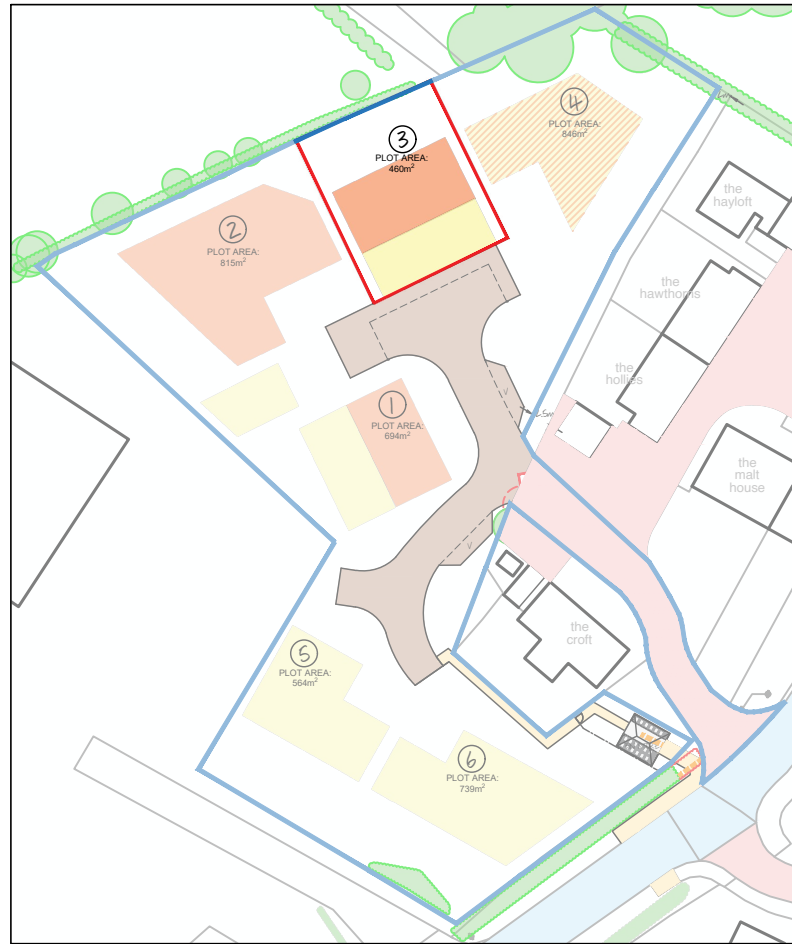 3
PLOT AREA:
460m²
4
PLOT AREA:
846m²
2
PLOT AREA:
815m²
the
hayloft
the
hawthorns
the
hollies
1
PLOT AREA:
694m²
the
malt
house
V
V
the
croft
5
PLOT AREA:
564m²
6
PLOT AREA:
739m²